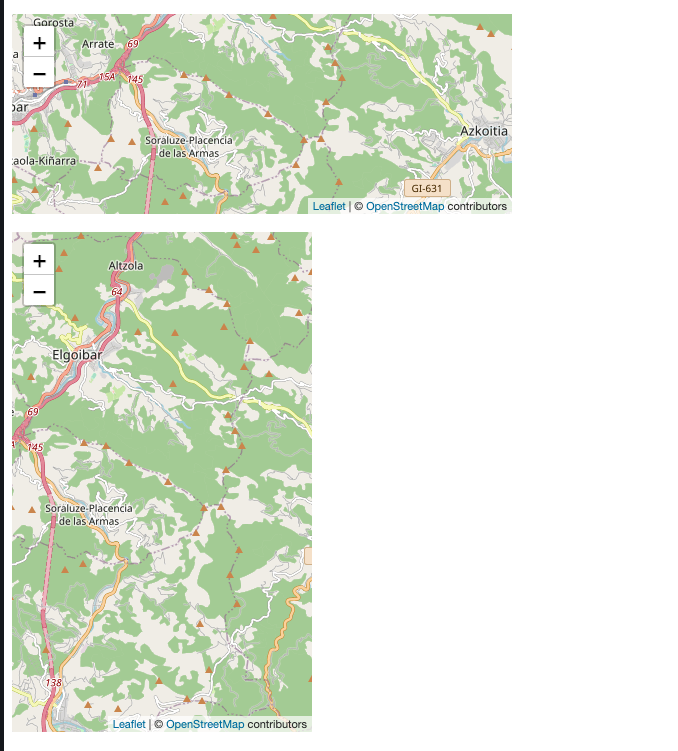 Gorosta
+
Arrate
69
a
−
71
15A
145
bar
Soraluze-Placencia
de las Armas
Azkoitia
zaola-Kiñarra
GI-631
Leaflet | © OpenStreetMap contributors
+
Altzola
−
64
Elgoibar
69
145
Soraluze-Placencia
de las Armas
138
Leaflet | © OpenStreetMap contributors